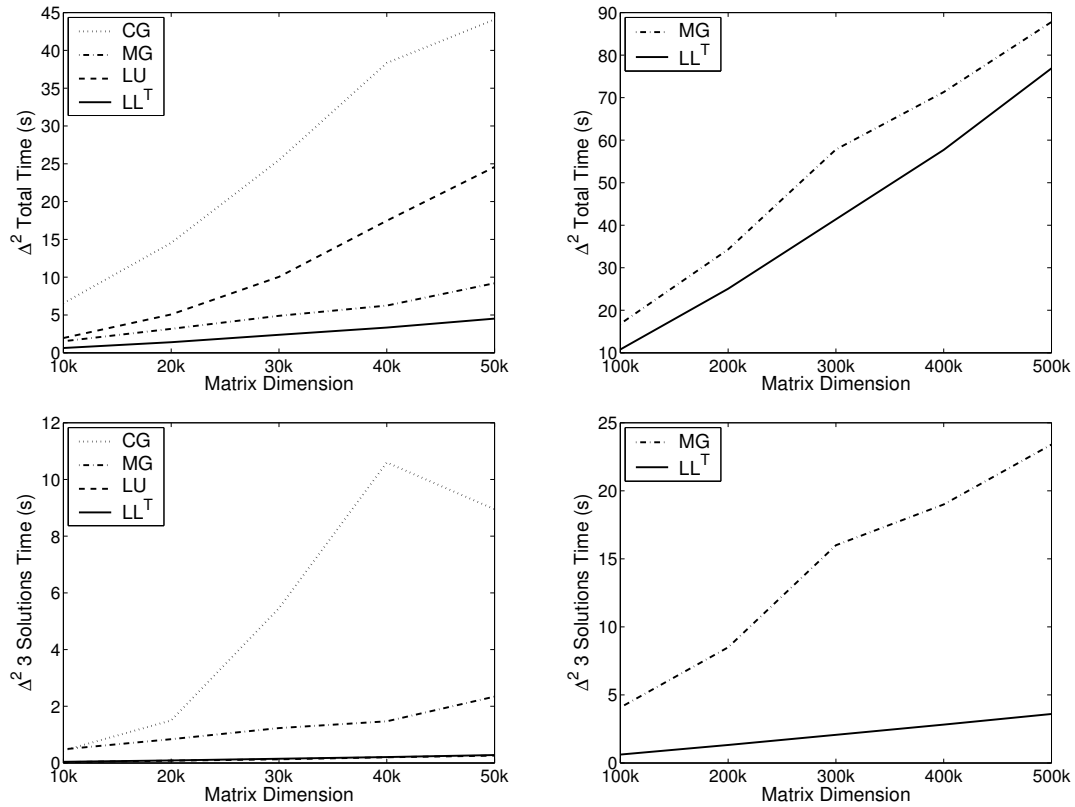 45
40
35
30
25
20
15
10
5
0
Δ² Total Time (s)
CG
MG
LU
LLᵀ
10k 20k 30k 40k 50k
Matrix Dimension
90
80
70
60
50
40
30
20
10
Δ² Total Time (s)
MG
LLᵀ
100k 200k 300k 400k 500k
Matrix Dimension
12
10
8
6
4
2
0
Δ² 3 Solutions Time (s)
CG
MG
LU
LLᵀ
10k 20k 30k 40k 50k
Matrix Dimension
25
20
15
10
5
0
Δ² 3 Solutions Time (s)
MG
LLᵀ
100k 200k 300k 400k 500k
Matrix Dimension